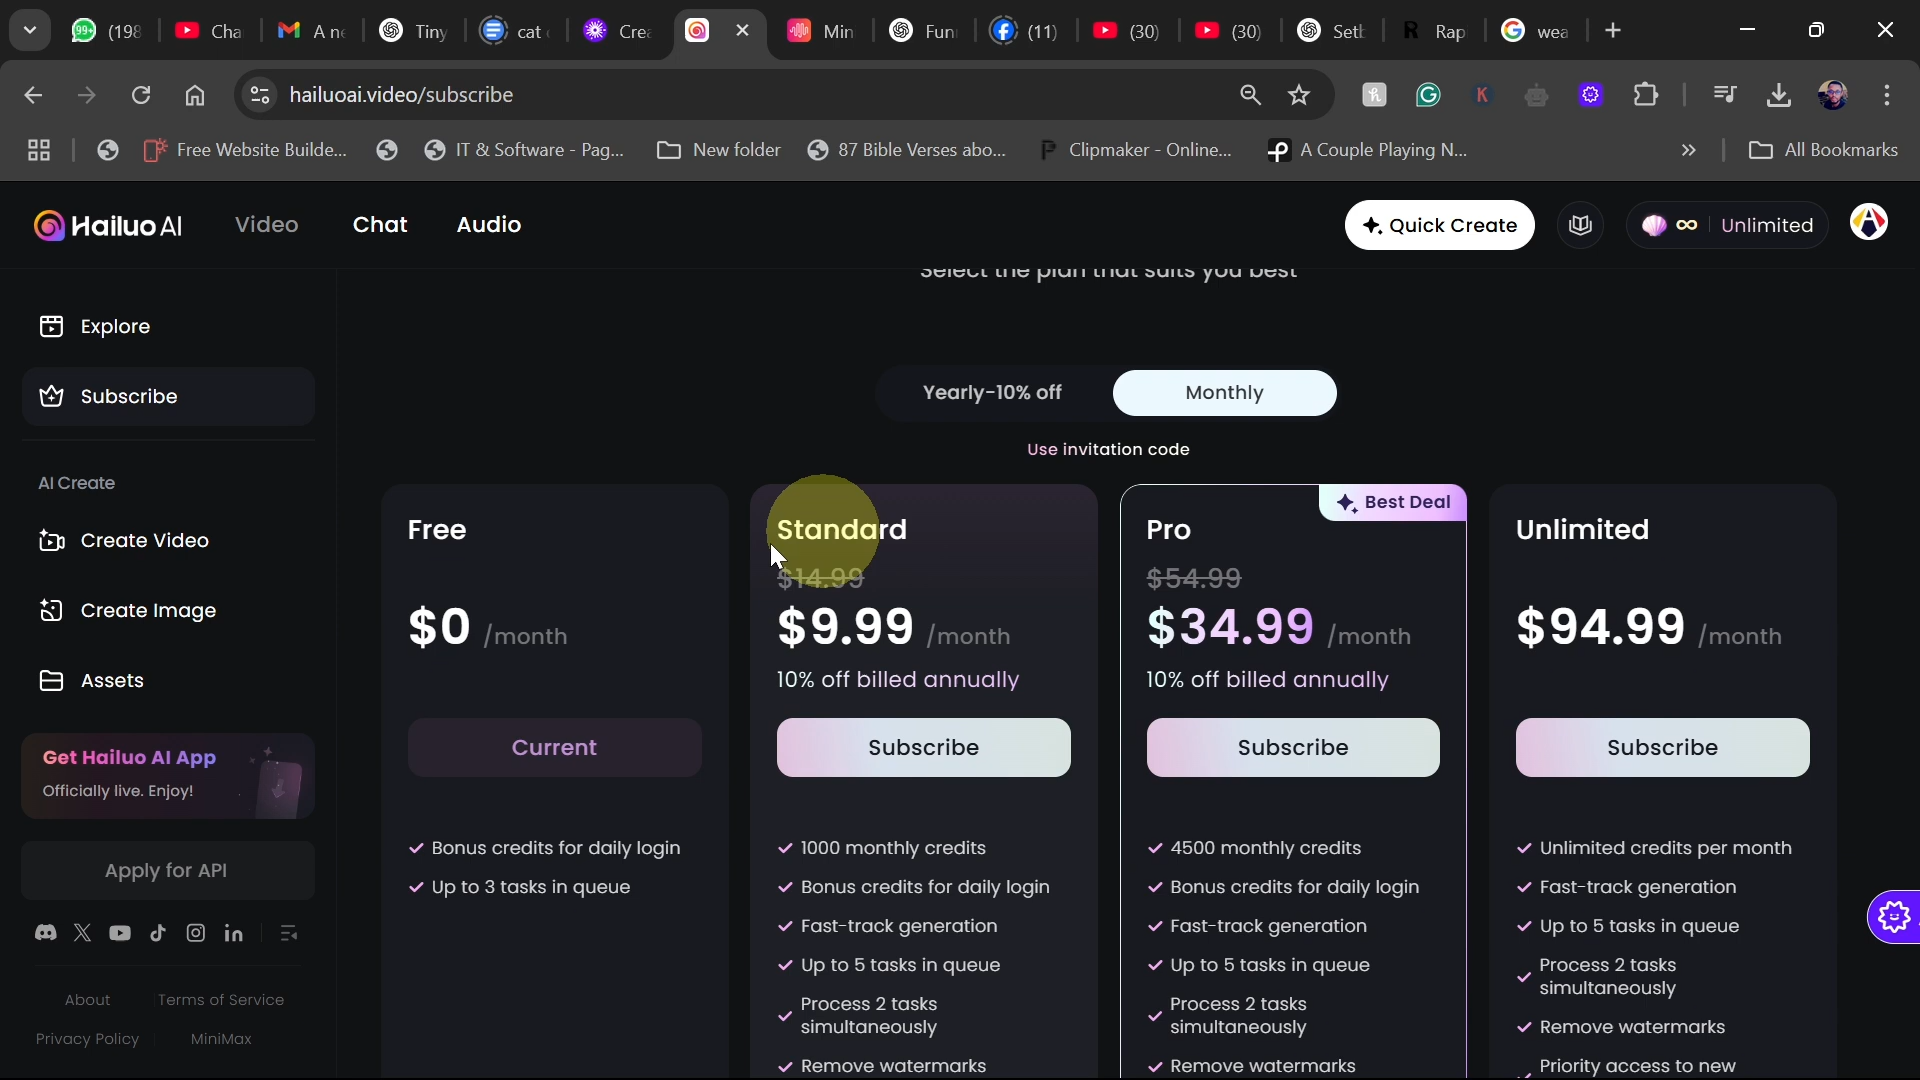 (198
Cha
A ne
Tiny
cat
Crea
Min
Fun
(11)
(30)
(30)
Setb
Rap
wea
hailuoai.video/subscribe
Free Website Builde...
IT & Software - Pag...
New folder
87 Bible Verses abo...
Clipmaker - Online...
A Couple Playing N...
All Bookmarks
Hailuo AI
Video
Chat
Audio
Quick Create
∞ | Unlimited
Select the plan that suits you best
Explore
Subscribe
AI Create
Create Video
Create Image
Assets
Get Hailuo AI App
Officially live. Enjoy!
Apply for API
About
Terms of Service
Privacy Policy
MiniMax
Yearly-10% off
Monthly
Use invitation code
Free
$0 /month
Current
Bonus credits for daily login
Up to 3 tasks in queue
Standard
$14.99
$9.99 /month
10% off billed annually
Subscribe
1000 monthly credits
Bonus credits for daily login
Fast-track generation
Up to 5 tasks in queue
Process 2 tasks
simultaneously
Remove watermarks
Best Deal
Pro
$54.99
$34.99 /month
10% off billed annually
Subscribe
4500 monthly credits
Bonus credits for daily login
Fast-track generation
Up to 5 tasks in queue
Process 2 tasks
simultaneously
Remove watermarks
Unlimited
$94.99 /month
Subscribe
Unlimited credits per month
Fast-track generation
Up to 5 tasks in queue
Process 2 tasks
simultaneously
Remove watermarks
Priority access to new